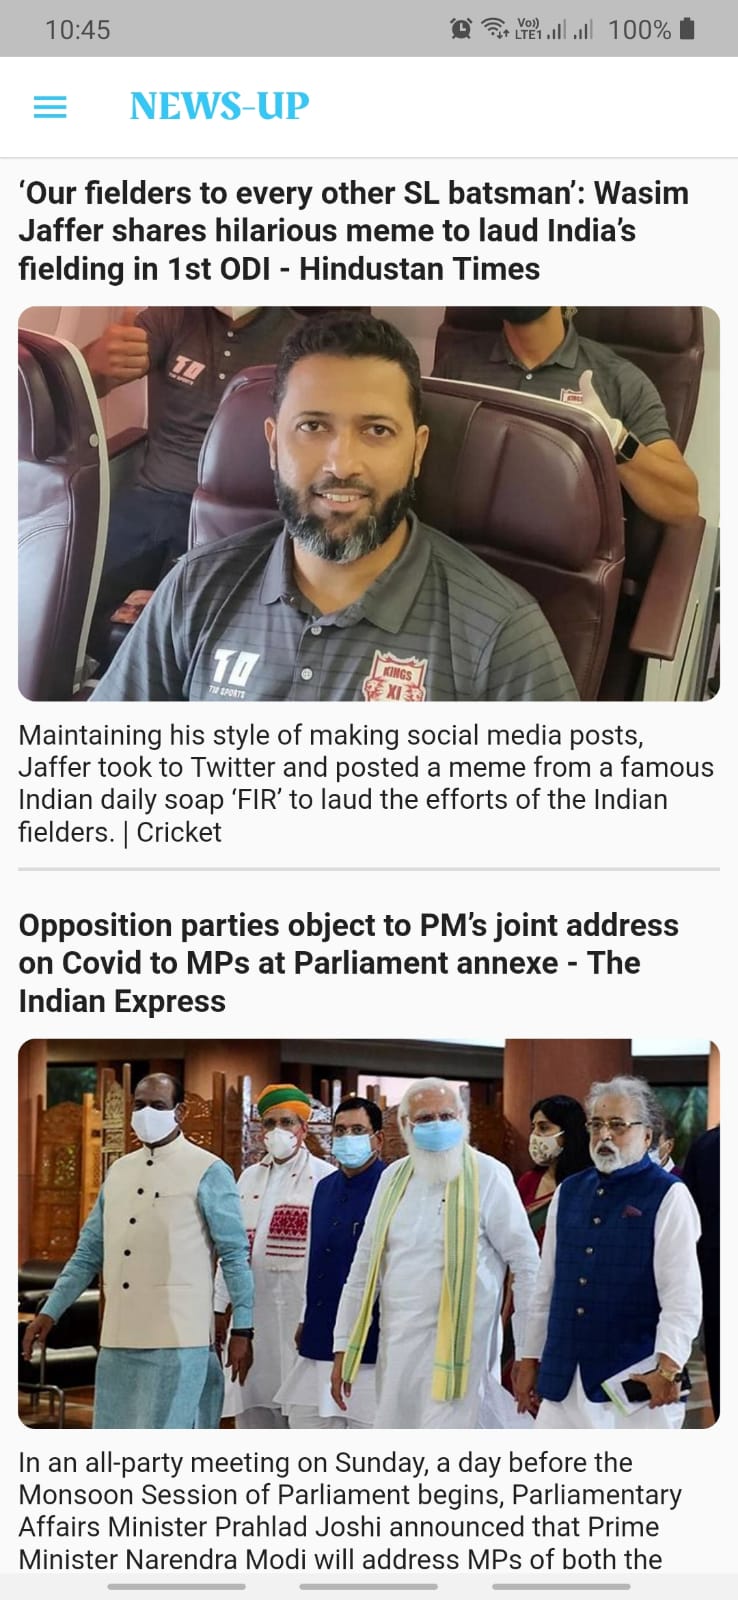 10:45
Vo))
LTE1
100%
NEWS-UP
‘Our fielders to every other SL batsman’: Wasim
Jaffer shares hilarious meme to laud India’s
fielding in 1st ODI - Hindustan Times
TD
T10 SPORTS
KINGS
XI
Maintaining his style of making social media posts,
Jaffer took to Twitter and posted a meme from a famous
Indian daily soap ‘FIR’ to laud the efforts of the Indian
fielders. | Cricket
Opposition parties object to PM’s joint address
on Covid to MPs at Parliament annexe - The
Indian Express
In an all-party meeting on Sunday, a day before the
Monsoon Session of Parliament begins, Parliamentary
Affairs Minister Prahlad Joshi announced that Prime
Minister Narendra Modi will address MPs of both the